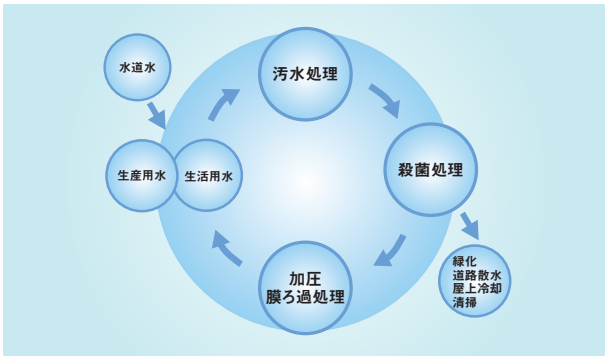 水道水
汚水処理
生産用水
生活用水
殺菌処理
加圧
膜ろ過処理
緑化
道路散水
屋上冷却
清掃